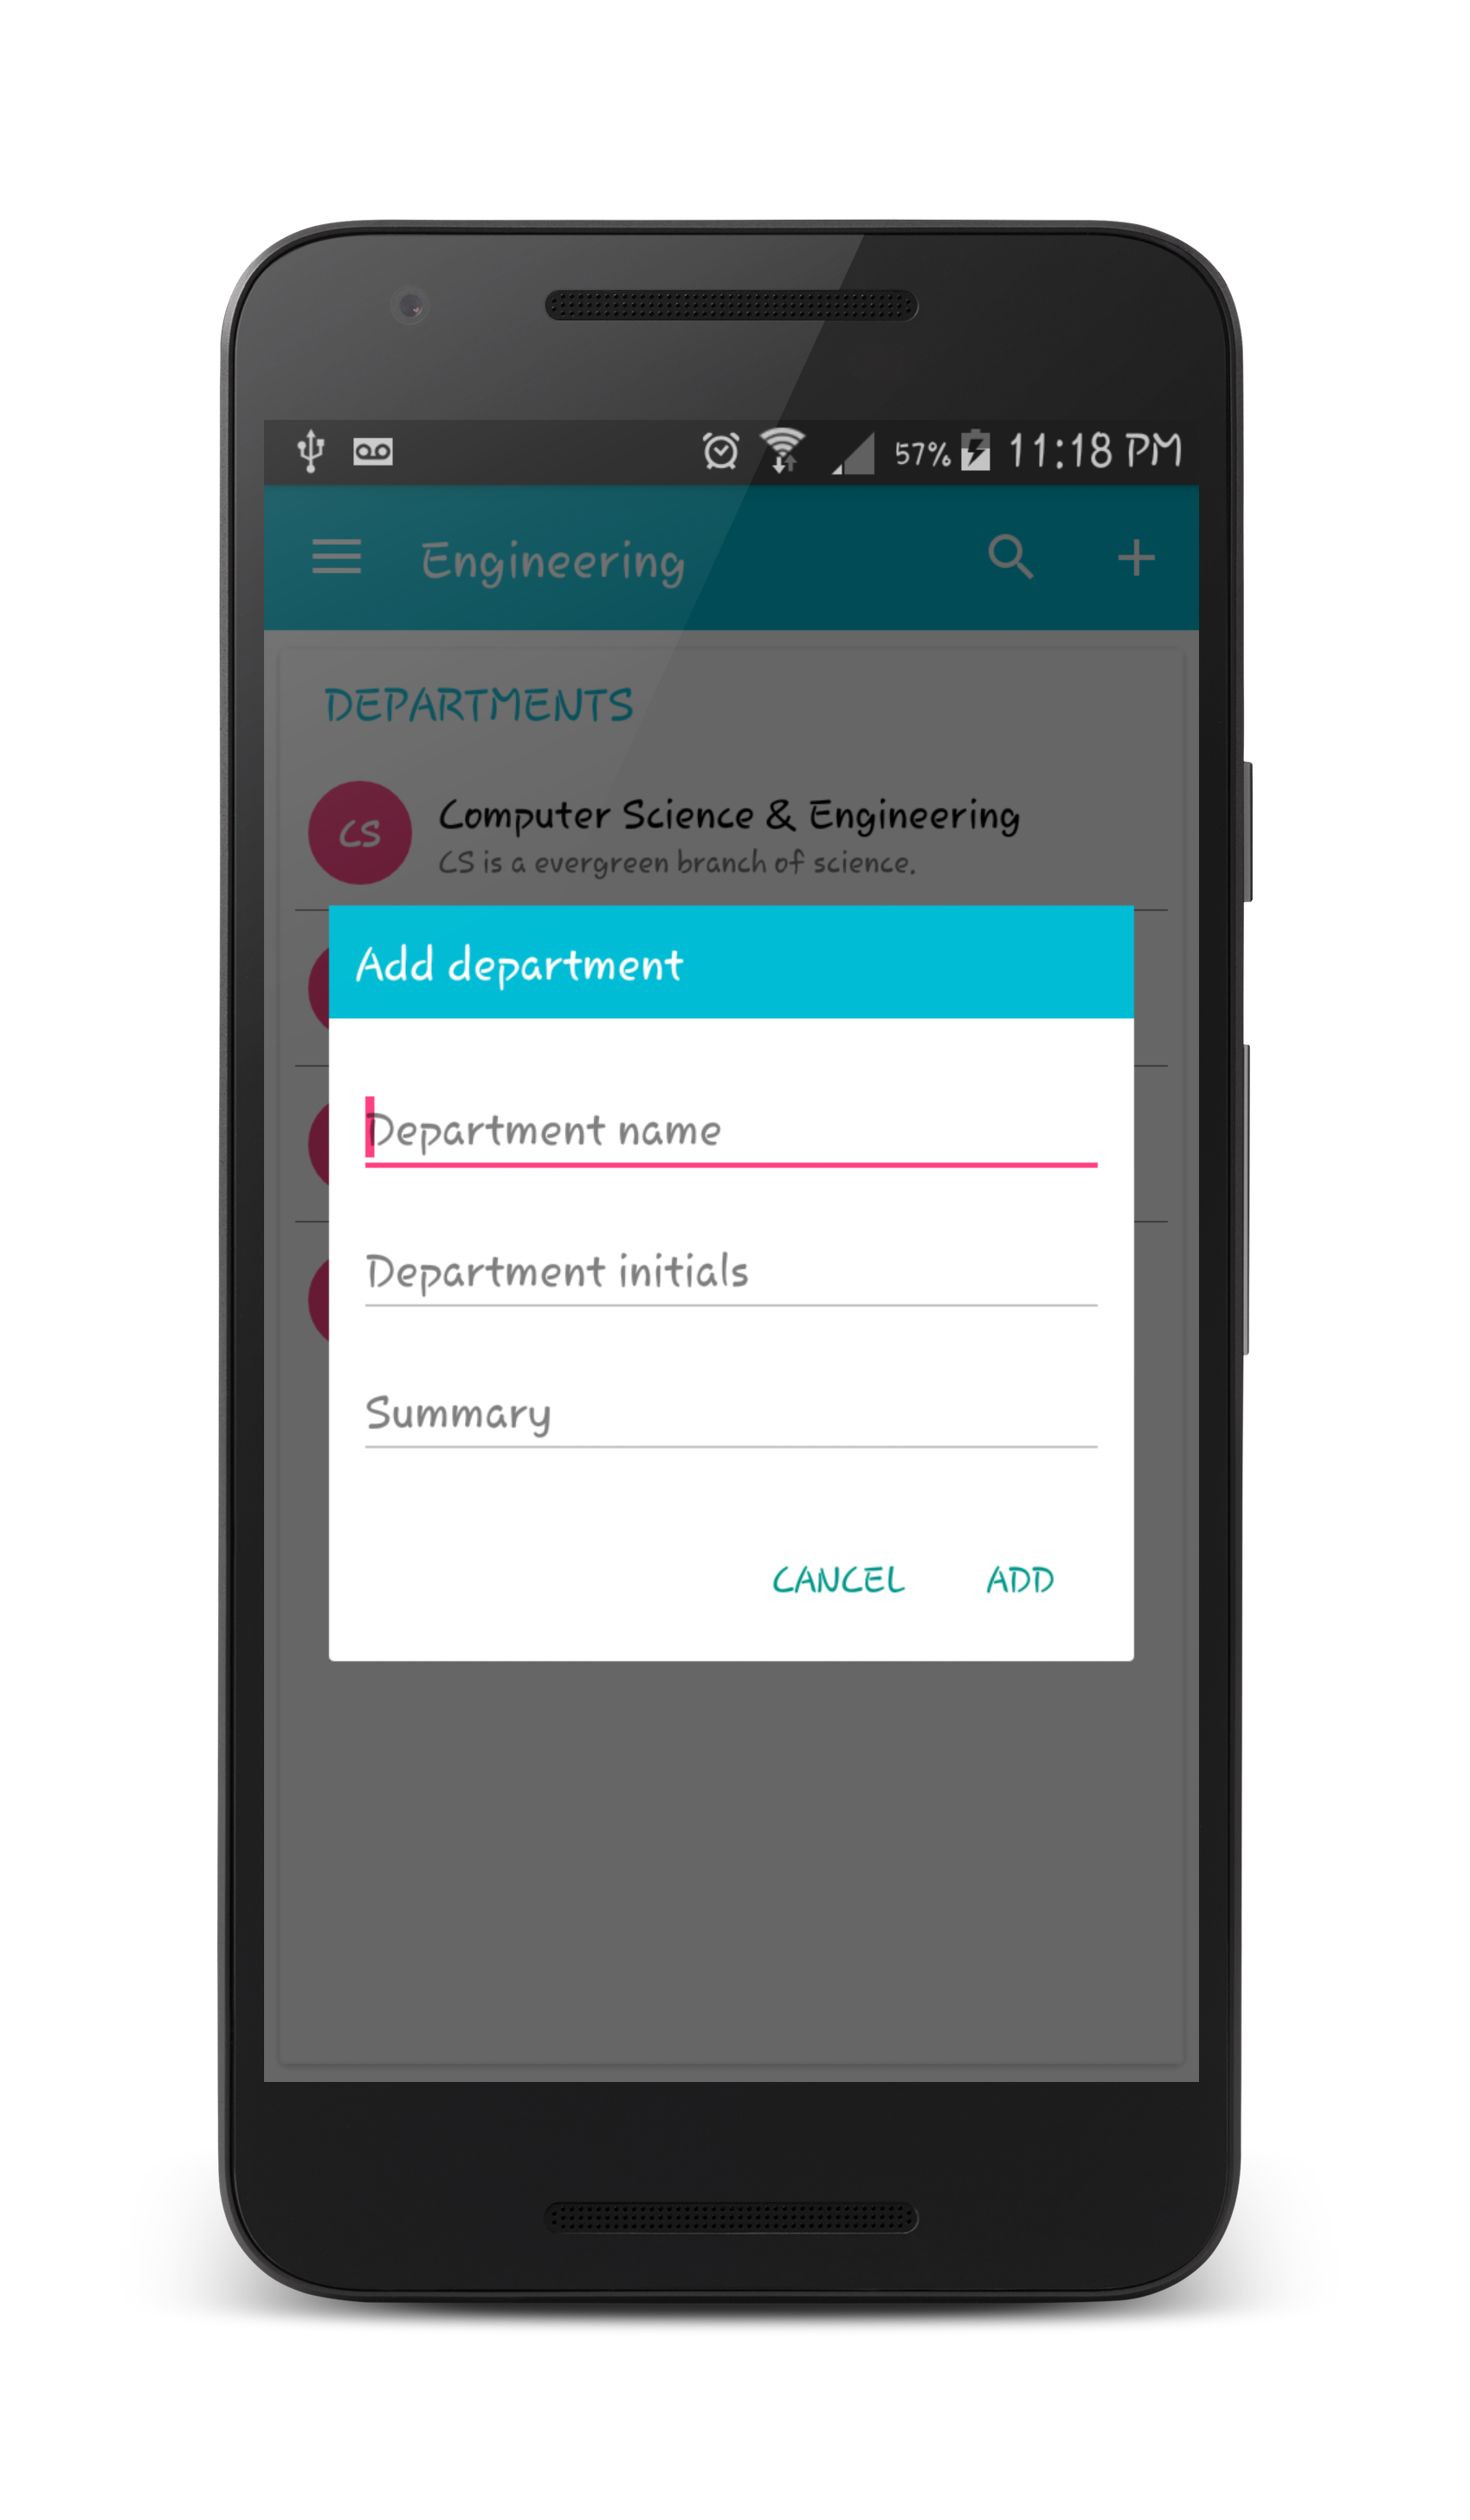 57% 11:18 PM
Engineering
DEPARTMENTS
CS
Computer Science & Engineering
CS is a evergreen branch of science.
Add department
Department name
Department initials
Summary
CANCEL ADD